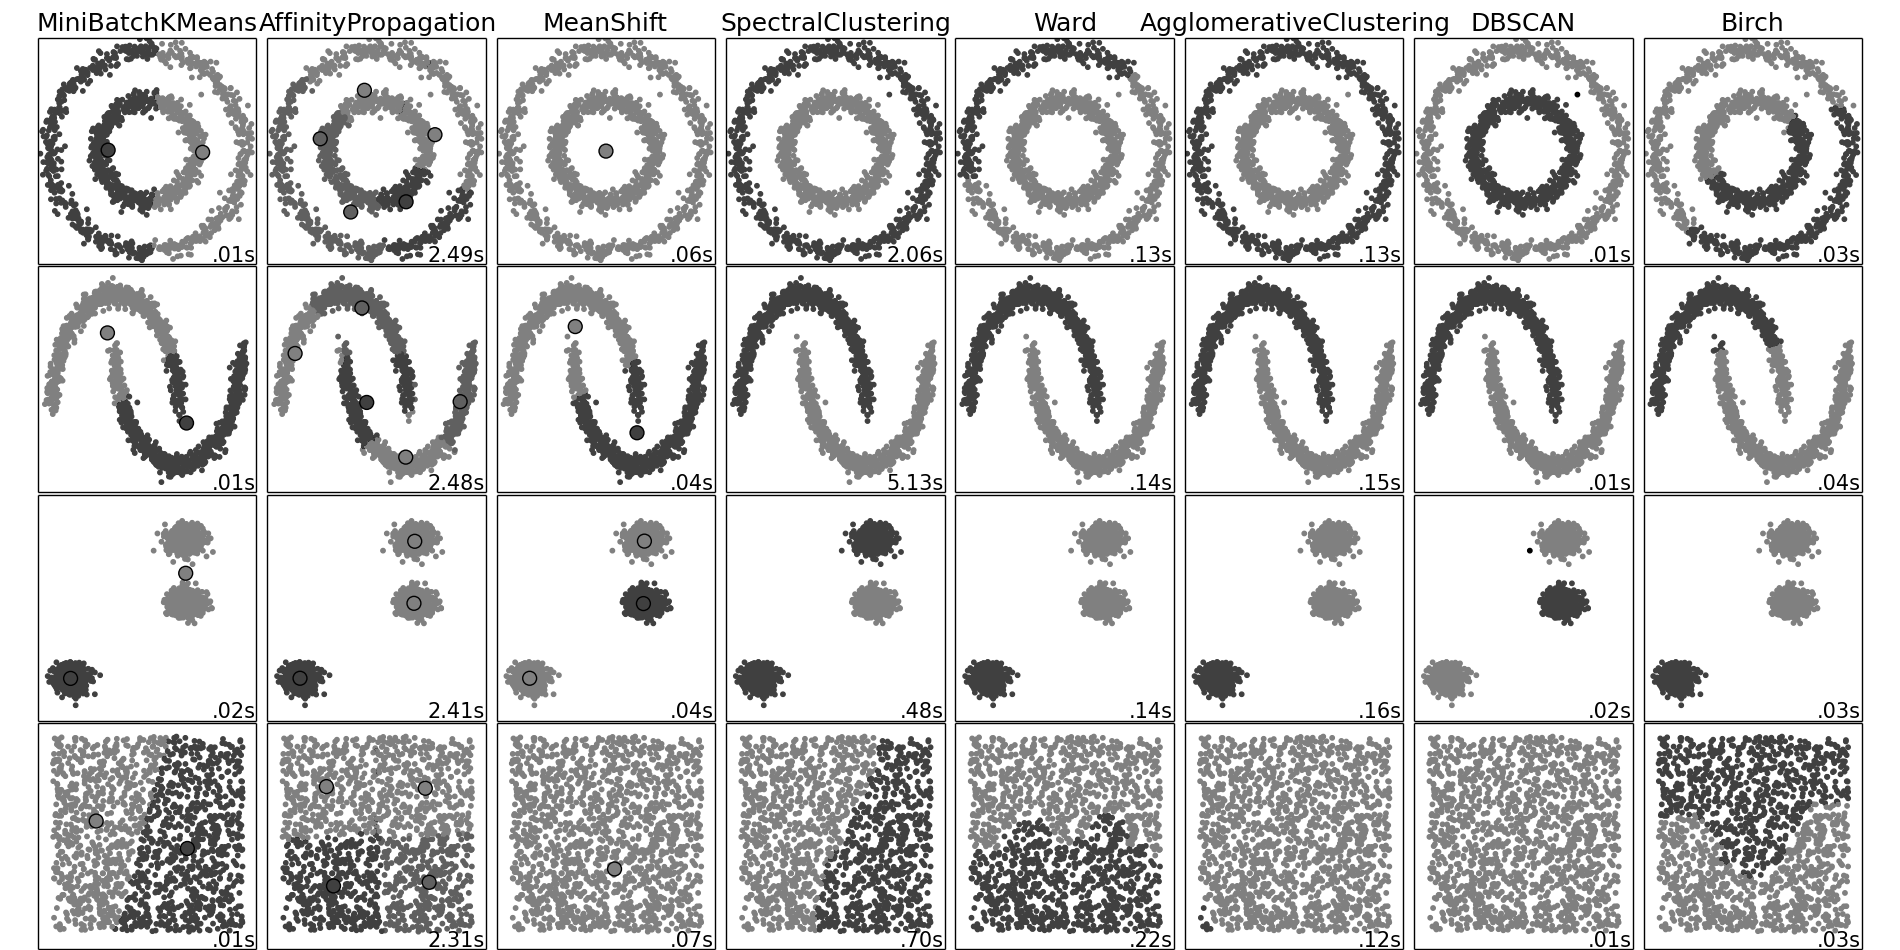 MiniBatchKMeans AffinityPropagation MeanShift SpectralClustering Ward AgglomerativeClustering DBSCAN Birch
.01s 2.49s .06s 2.06s .13s .13s .01s .03s
.01s 2.48s .04s 5.13s .14s .15s .01s .04s
.02s 2.41s .04s .48s .14s .16s .02s .03s
.01s 2.31s .07s .70s .22s .12s .01s .03s